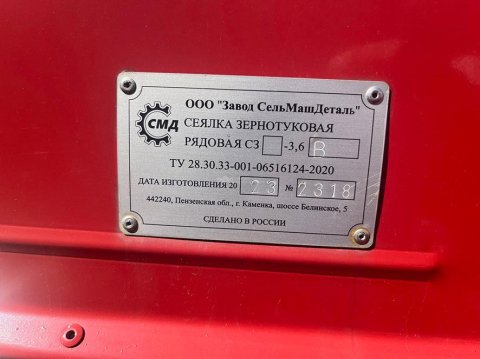 ООО "Завод СельМашДеталь"
СМД
СЕЯЛКА ЗЕРНОТУКОВАЯ
РЯДОВАЯ СЗ -3,6 В
ТУ 28.30.33-001-06516124-2020
ДАТА ИЗГОТОВЛЕНИЯ 20 23 № 2318
442240, Пензенская обл., г. Каменка, шоссе Белинское, 5
СДЕЛАНО В РОССИИ